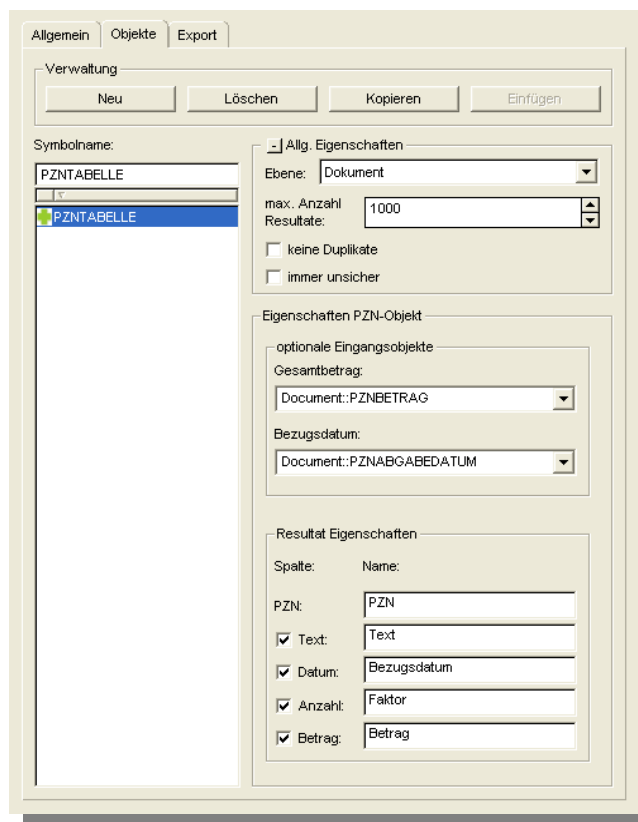 Allgemein Objekte Export
Verwaltung
Neu Löschen Kopieren Einfügen
Symbolname:
PZNTABELLE
PZNTABELLE
- Allg. Eigenschaften
Ebene: Dokument
max. Anzahl
Resultate: 1000
keine Duplikate
immer unsicher
Eigenschaften PZN-Objekt
optionale Eingangsobjekte
Gesamtbetrag:
Document::PZNBETRAG
Bezugsdatum:
Document::PZNABGABEDATUM
Resultat Eigenschaften
Spalte: Name:
PZN: PZN
Text: Text
Datum: Bezugsdatum
Anzahl: Faktor
Betrag: Betrag